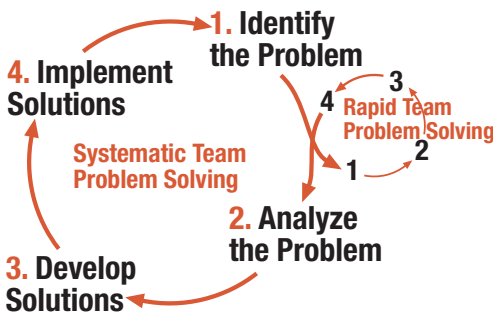 1. Identify
the Problem
4. Implement
Solutions
3
4
Rapid Team
Problem Solving
2
1
Systematic Team
Problem Solving
2. Analyze
the Problem
3. Develop
Solutions